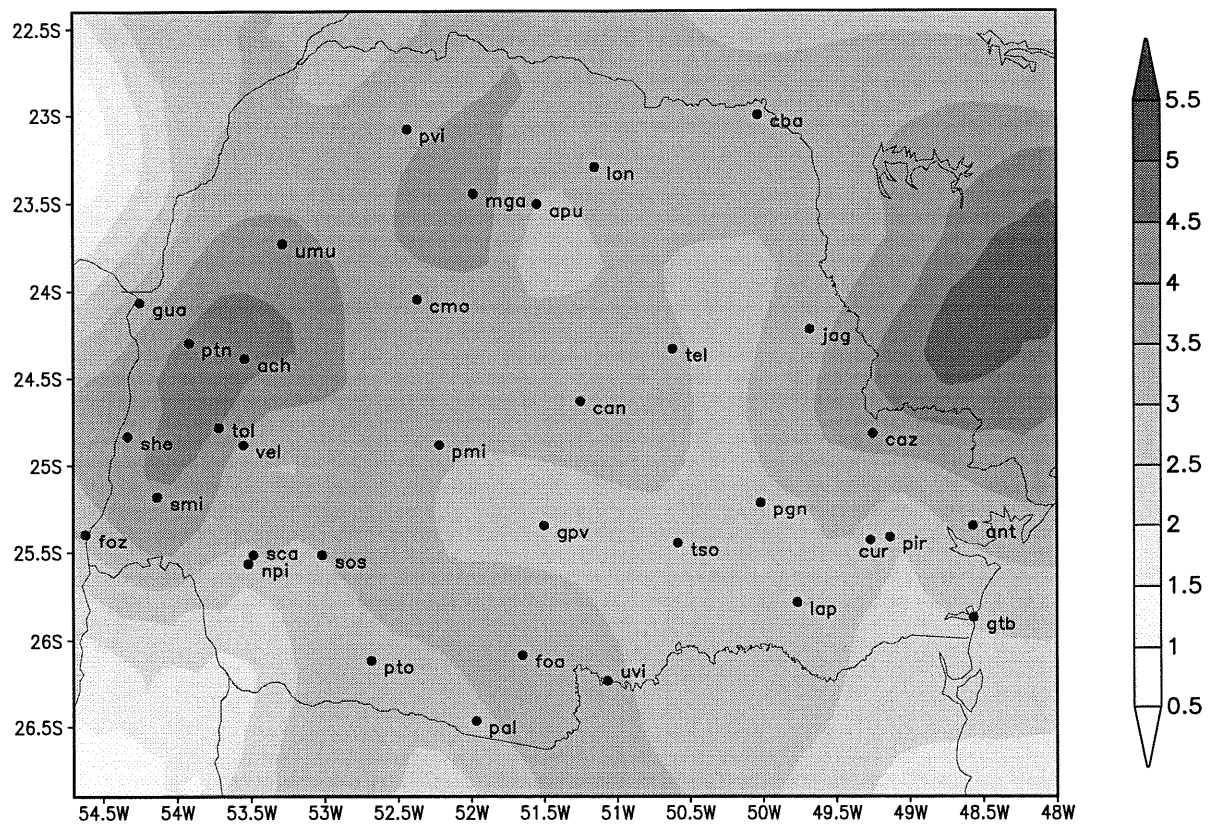 22.5S
23S
23.5S
24S
24.5S
25S
25.5S
26S
26.5S
54.5W 54W 53.5W 53W 52.5W 52W 51.5W 51W 50.5W 50W 49.5W 49W 48.5W 48W
cba
pvi
lon
mga
apu
umu
gua
cmo
jag
ptn
ach
tel
can
she
tol
vel
pmi
caz
smi
pgn
foz
gpv
tso
cur
pir
ant
sca
npi
sos
lap
gtb
pto
foa
uvi
pal
5.5
5
4.5
4
3.5
3
2.5
2
1.5
1
0.5